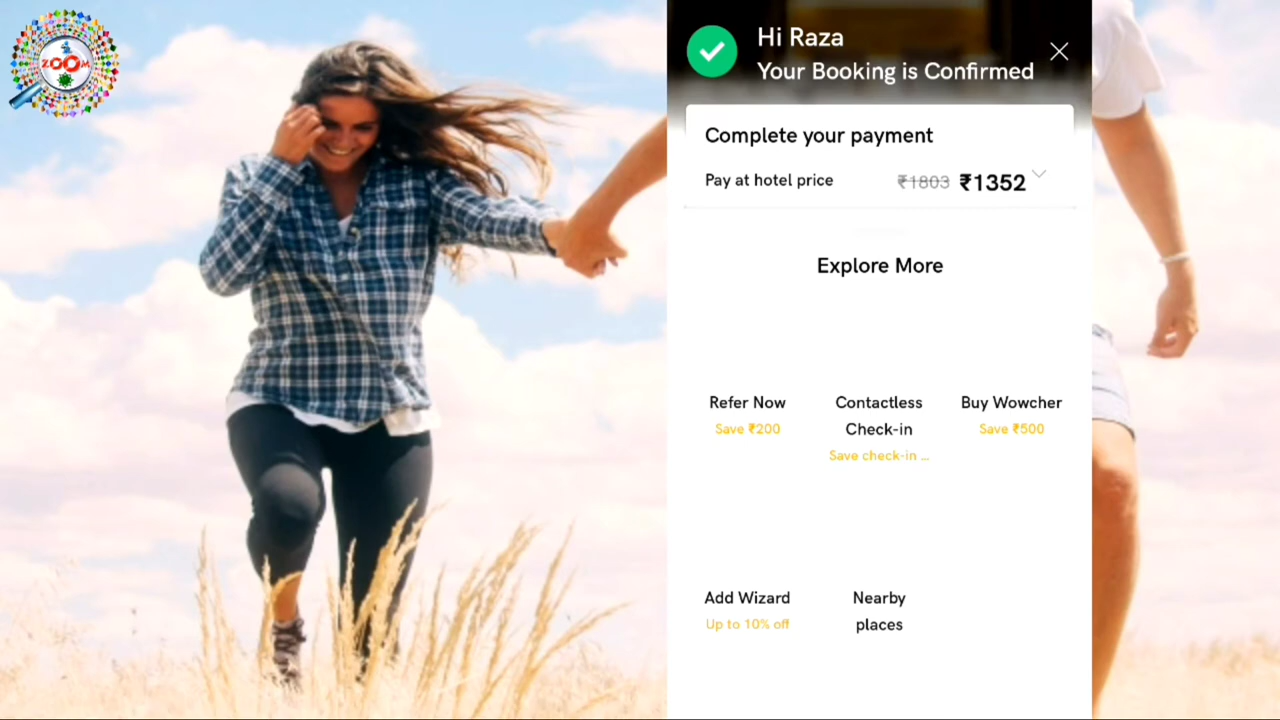 ZOOM
Hi Raza
Your Booking is Confirmed
Complete your payment
Pay at hotel price ₹1803 ₹1352
Explore More
Refer Now
Save ₹200
Contactless
Check-in
Save check-in ...
Buy Wowcher
Save ₹500
Add Wizard
Up to 10% off
Nearby
places